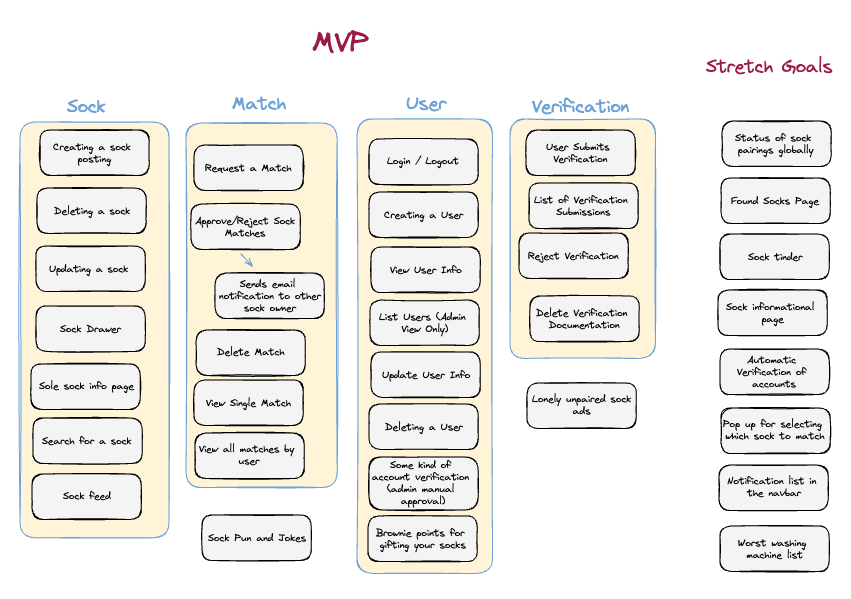 MVP
Stretch Goals
Sock
Creating a sock
posting
Deleting a sock
Updating a sock
Sock Drawer
Sole sock info page
Search for a sock
Sock feed
Match
Request a Match
Approve/Reject Sock
Matches
Sends email
notification to other
sock owner
Delete Match
View Single Match
View all matches by
user
Sock Pun and Jokes
User
Login / Logout
Creating a User
View User Info
List Users (Admin
View Only)
Update User Info
Deleting a User
Some kind of
account verification
(admin manual
approval)
Brownie points for
gifting your socks
Verification
User Submits
Verification
List of Verification
Submissions
Reject Verification
Delete Verification
Documentation
Lonely unpaired sock
ads
Status of sock
pairings globally
Found Socks Page
Sock tinder
Sock informational
page
Automatic
Verification of
accounts
Pop up for selecting
which sock to match
Notification list in
the navbar
Worst washing
machine list